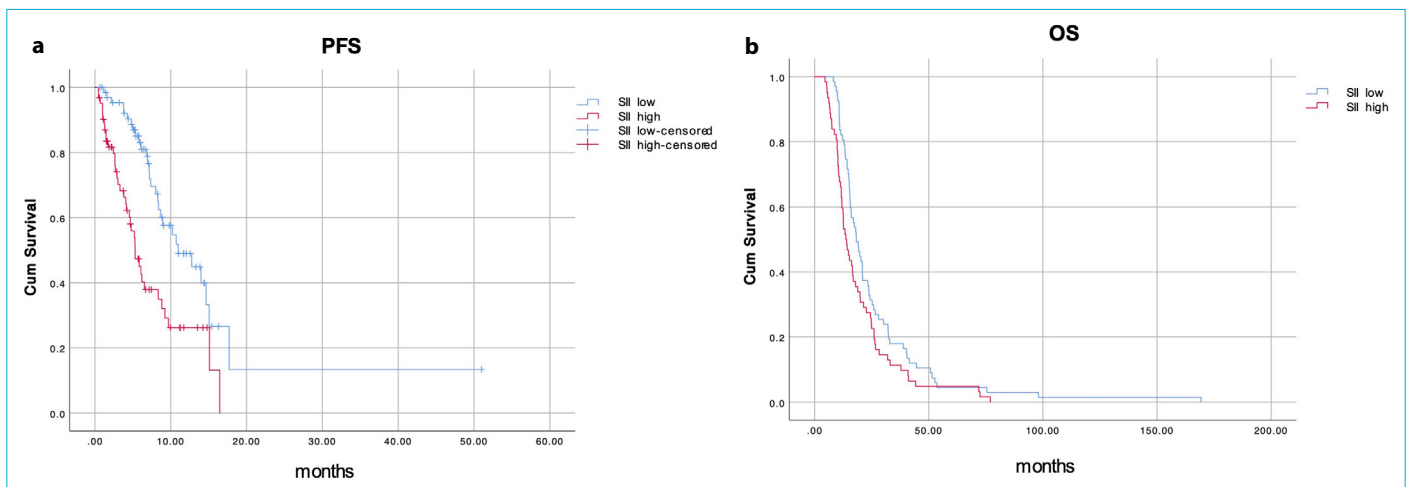 a
PFS
Cum Survival
1.0
0.8
0.6
0.4
0.2
0.0
.00 10.00 20.00 30.00 40.00 50.00 60.00
months
SII low
SII high
SII low-censored
SII high-censored
b
OS
Cum Survival
1.0
0.8
0.6
0.4
0.2
0.0
.00 50.00 100.00 150.00 200.00
months
SII low
SII high